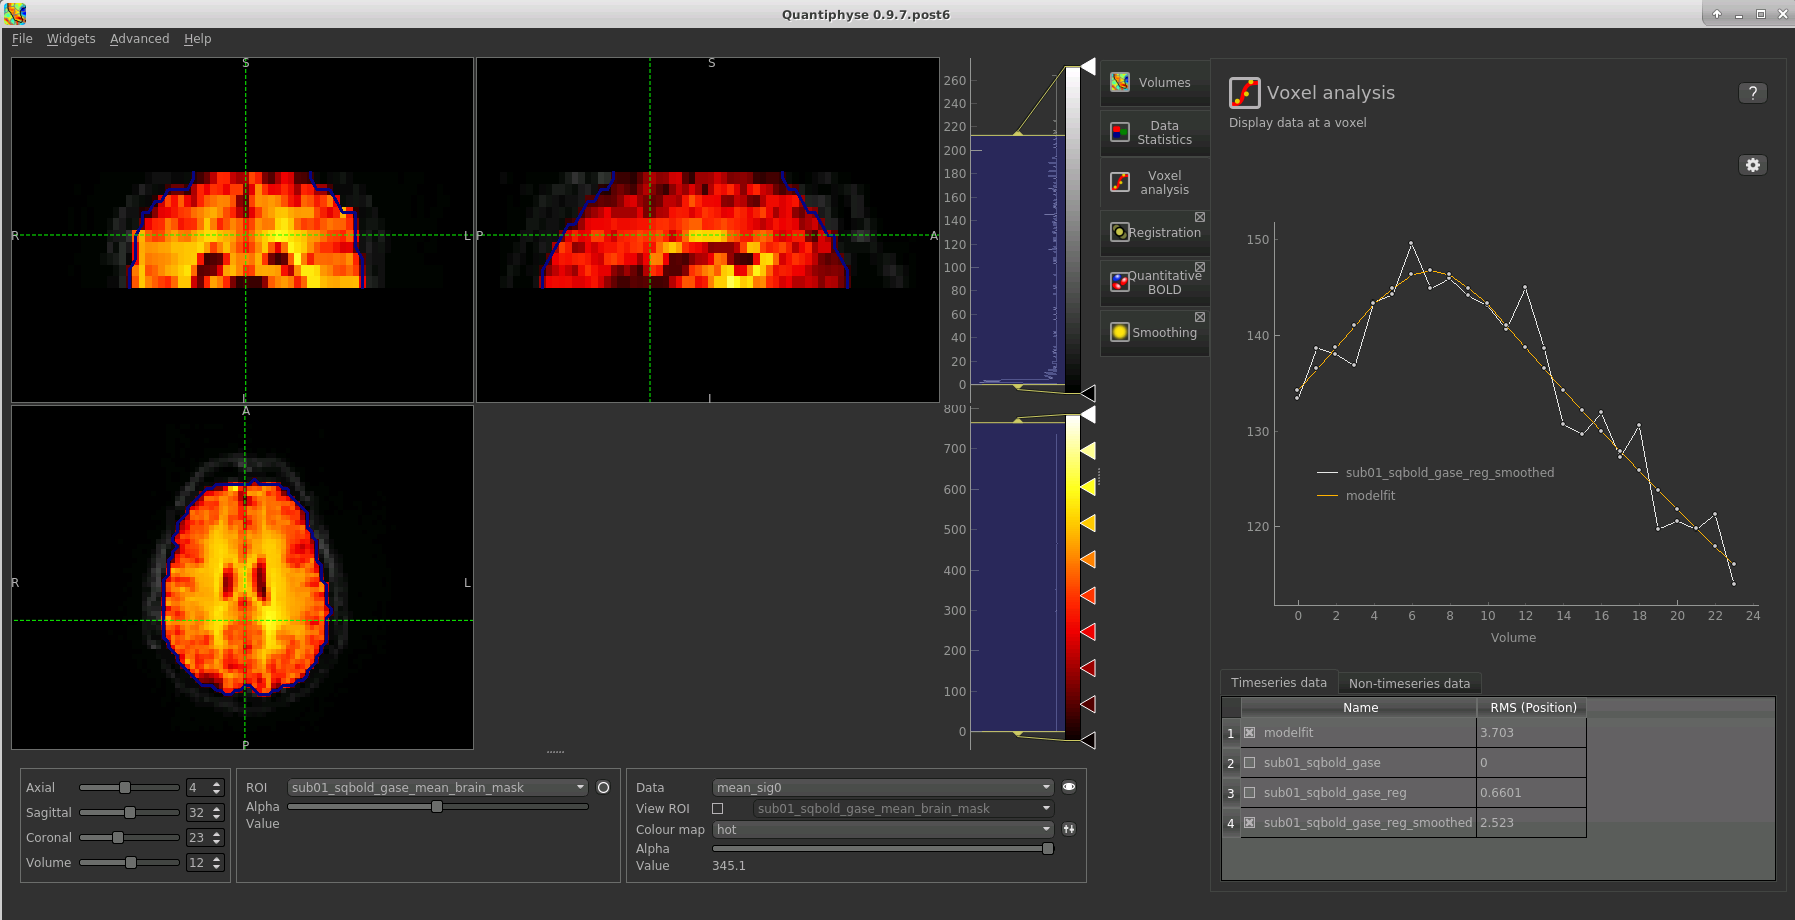 Quantiphyse 0.9.7.post6
File Widgets Advanced Help
S
R
L
I
S
P
A
I
A
R
L
P
260
240
220
200
180
160
140
120
100
80
60
40
20
0
800
700
600
500
400
300
200
100
0
Volumes
Data
Statistics
Voxel
analysis
Registration
Quantitative
BOLD
Smoothing
Voxel analysis
?
Display data at a voxel
150
140
130
120
sub01_sqbold_gase_reg_smoothed
modelfit
0 2 4 6 8 10 12 14 16 18 20 22 24
Volume
Timeseries data Non-timeseries data
Name RMS (Position)
1 modelfit 3.703
2 sub01_sqbold_gase 0
3 sub01_sqbold_gase_reg 0.6601
4 sub01_sqbold_gase_reg_smoothed 2.523
Axial 4
Sagittal 32
Coronal 23
Volume 12
ROI sub01_sqbold_gase_mean_brain_mask
Alpha
Value
Data mean_sig0
View ROI sub01_sqbold_gase_mean_brain_mask
Colour map hot
Alpha
Value 345.1